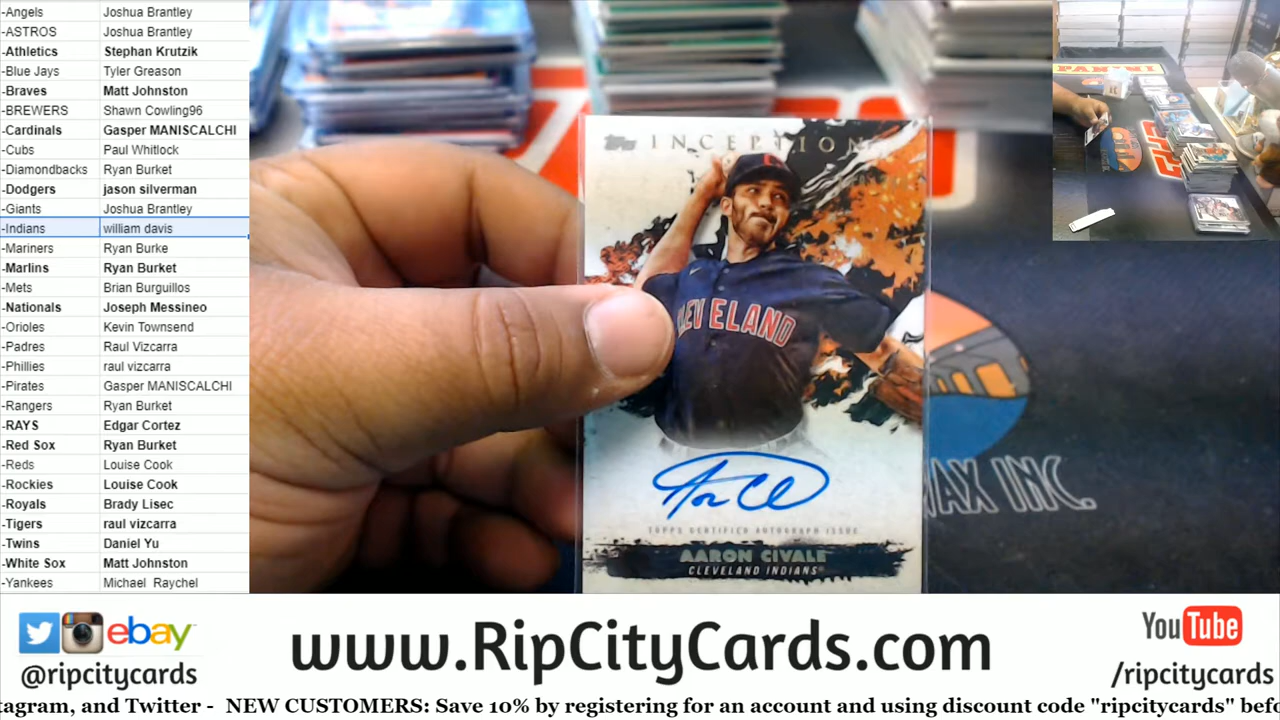 -Angels Joshua Brantley
-ASTROS Joshua Brantley
-Athletics Stephan Krutzik
-Blue Jays Tyler Greason
-Braves Matt Johnston
-BREWERS Shawn Cowling96
-Cardinals Gasper MANISCALCHI
-Cubs Paul Whitlock
-Diamondbacks Ryan Burket
-Dodgers jason silverman
-Giants Joshua Brantley
-Indians william davis
-Mariners Ryan Burke
-Marlins Ryan Burket
-Mets Brian Burguillos
-Nationals Joseph Messineo
-Orioles Kevin Townsend
-Padres Raul Vizcarra
-Phillies raul vizcarra
-Pirates Gasper MANISCALCHI
-Rangers Ryan Burket
-RAYS Edgar Cortez
-Red Sox Ryan Burket
-Reds Louise Cook
-Rockies Louise Cook
-Royals Brady Lisec
-Tigers raul vizcarra
-Twins Daniel Yu
-White Sox Matt Johnston
-Yankees Michael Raychel
Topps INCEPTION
CLEVELAND
TOPPS CERTIFIED AUTOGRAPH ISSUE
AARON CIVALE
CLEVELAND INDIANS®
MAX INC.
ebay
@ripcitycards
www.RipCityCards.com
YouTube
/ripcitycards
tagram, and Twitter - NEW CUSTOMERS: Save 10% by registering for an account and using discount code "ripcitycards" befo